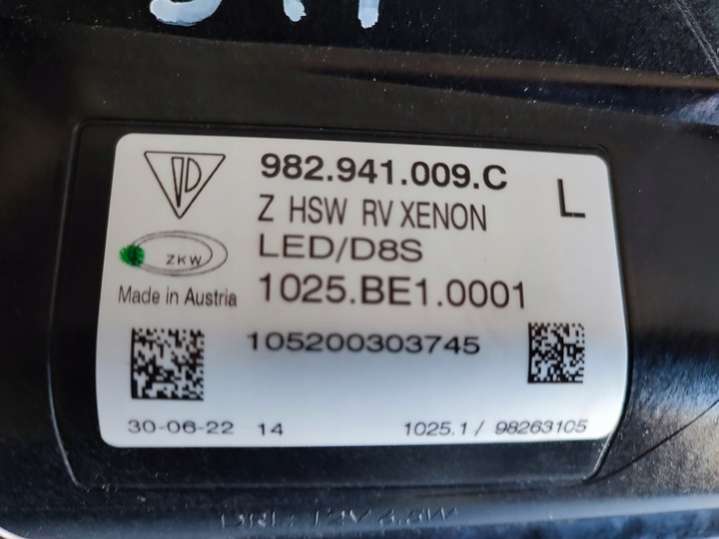 982.941.009.C
L
Z HSW RV XENON
ZKW
LED/D8S
Made in Austria
1025.BE1.0001
105200303745
30-06-22 14
1025.1 / 98263105